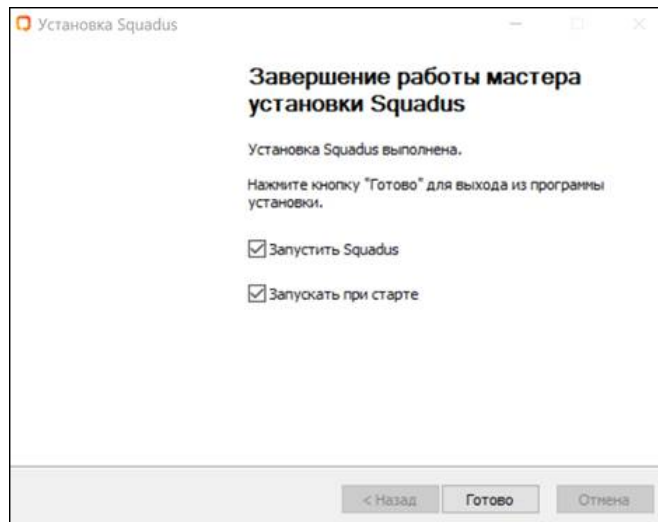 Установка Squadus
Завершение работы мастера
установки Squadus
Установка Squadus выполнена.
Нажмите кнопку "Готово" для выхода из программы
установки.
Запустить Squadus
Запускать при старте
< Назад
Готово
Отмена